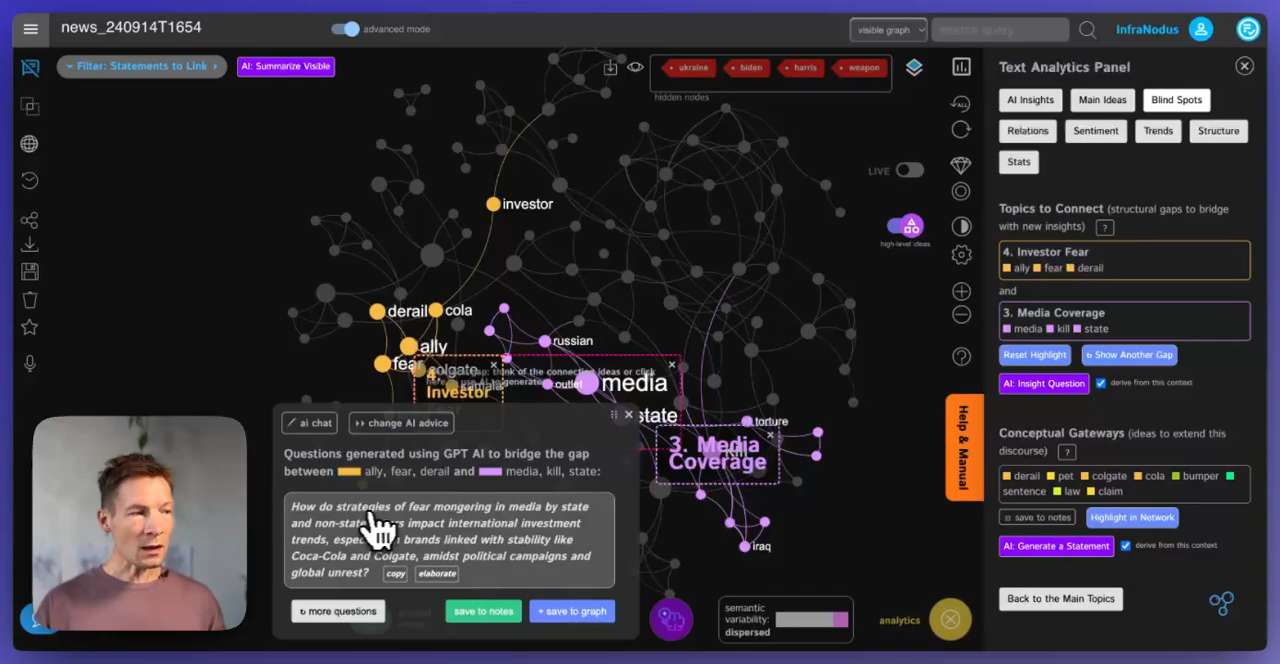 news_240914T1654
advanced mode
visible graph
search query
InfraNodus
Filter: Statements to Link
AI: Summarize Visible
ukraine
biden
harris
weapon
hidden nodes
LIVE
high-level ideas
investor
derail
cola
ally
fear
colgate
russian
outlet
media
state
torture
iraq
4.
Investor
3. Media
Coverage
ai chat
change AI advice
Questions generated using GPT AI to bridge the gap
between ally, fear, derail and media, kill, state:
How do strategies of fear mongering in media by state
and non-state impact international investment
trends, brands linked with stability like
Coca-Cola and Colgate, amidst political campaigns and
global unrest? copy elaborate
more questions
save to notes
+ save to graph
semantic
variability:
dispersed
analytics
Help & Manual
Text Analytics Panel
AI Insights
Main Ideas
Blind Spots
Relations
Sentiment
Trends
Structure
Stats
Topics to Connect (structural gaps to bridge
with new insights) ?
4. Investor Fear
ally fear derail
and
3. Media Coverage
media kill state
Reset Highlight
Show Another Gap
AI: Insight Question
derive from this context
Conceptual Gateways (ideas to extend this
discourse) ?
derail pet colgate cola bumper
sentence law claim
save to notes
Highlight in Network
AI: Generate a Statement
derive from this context
Back to the Main Topics